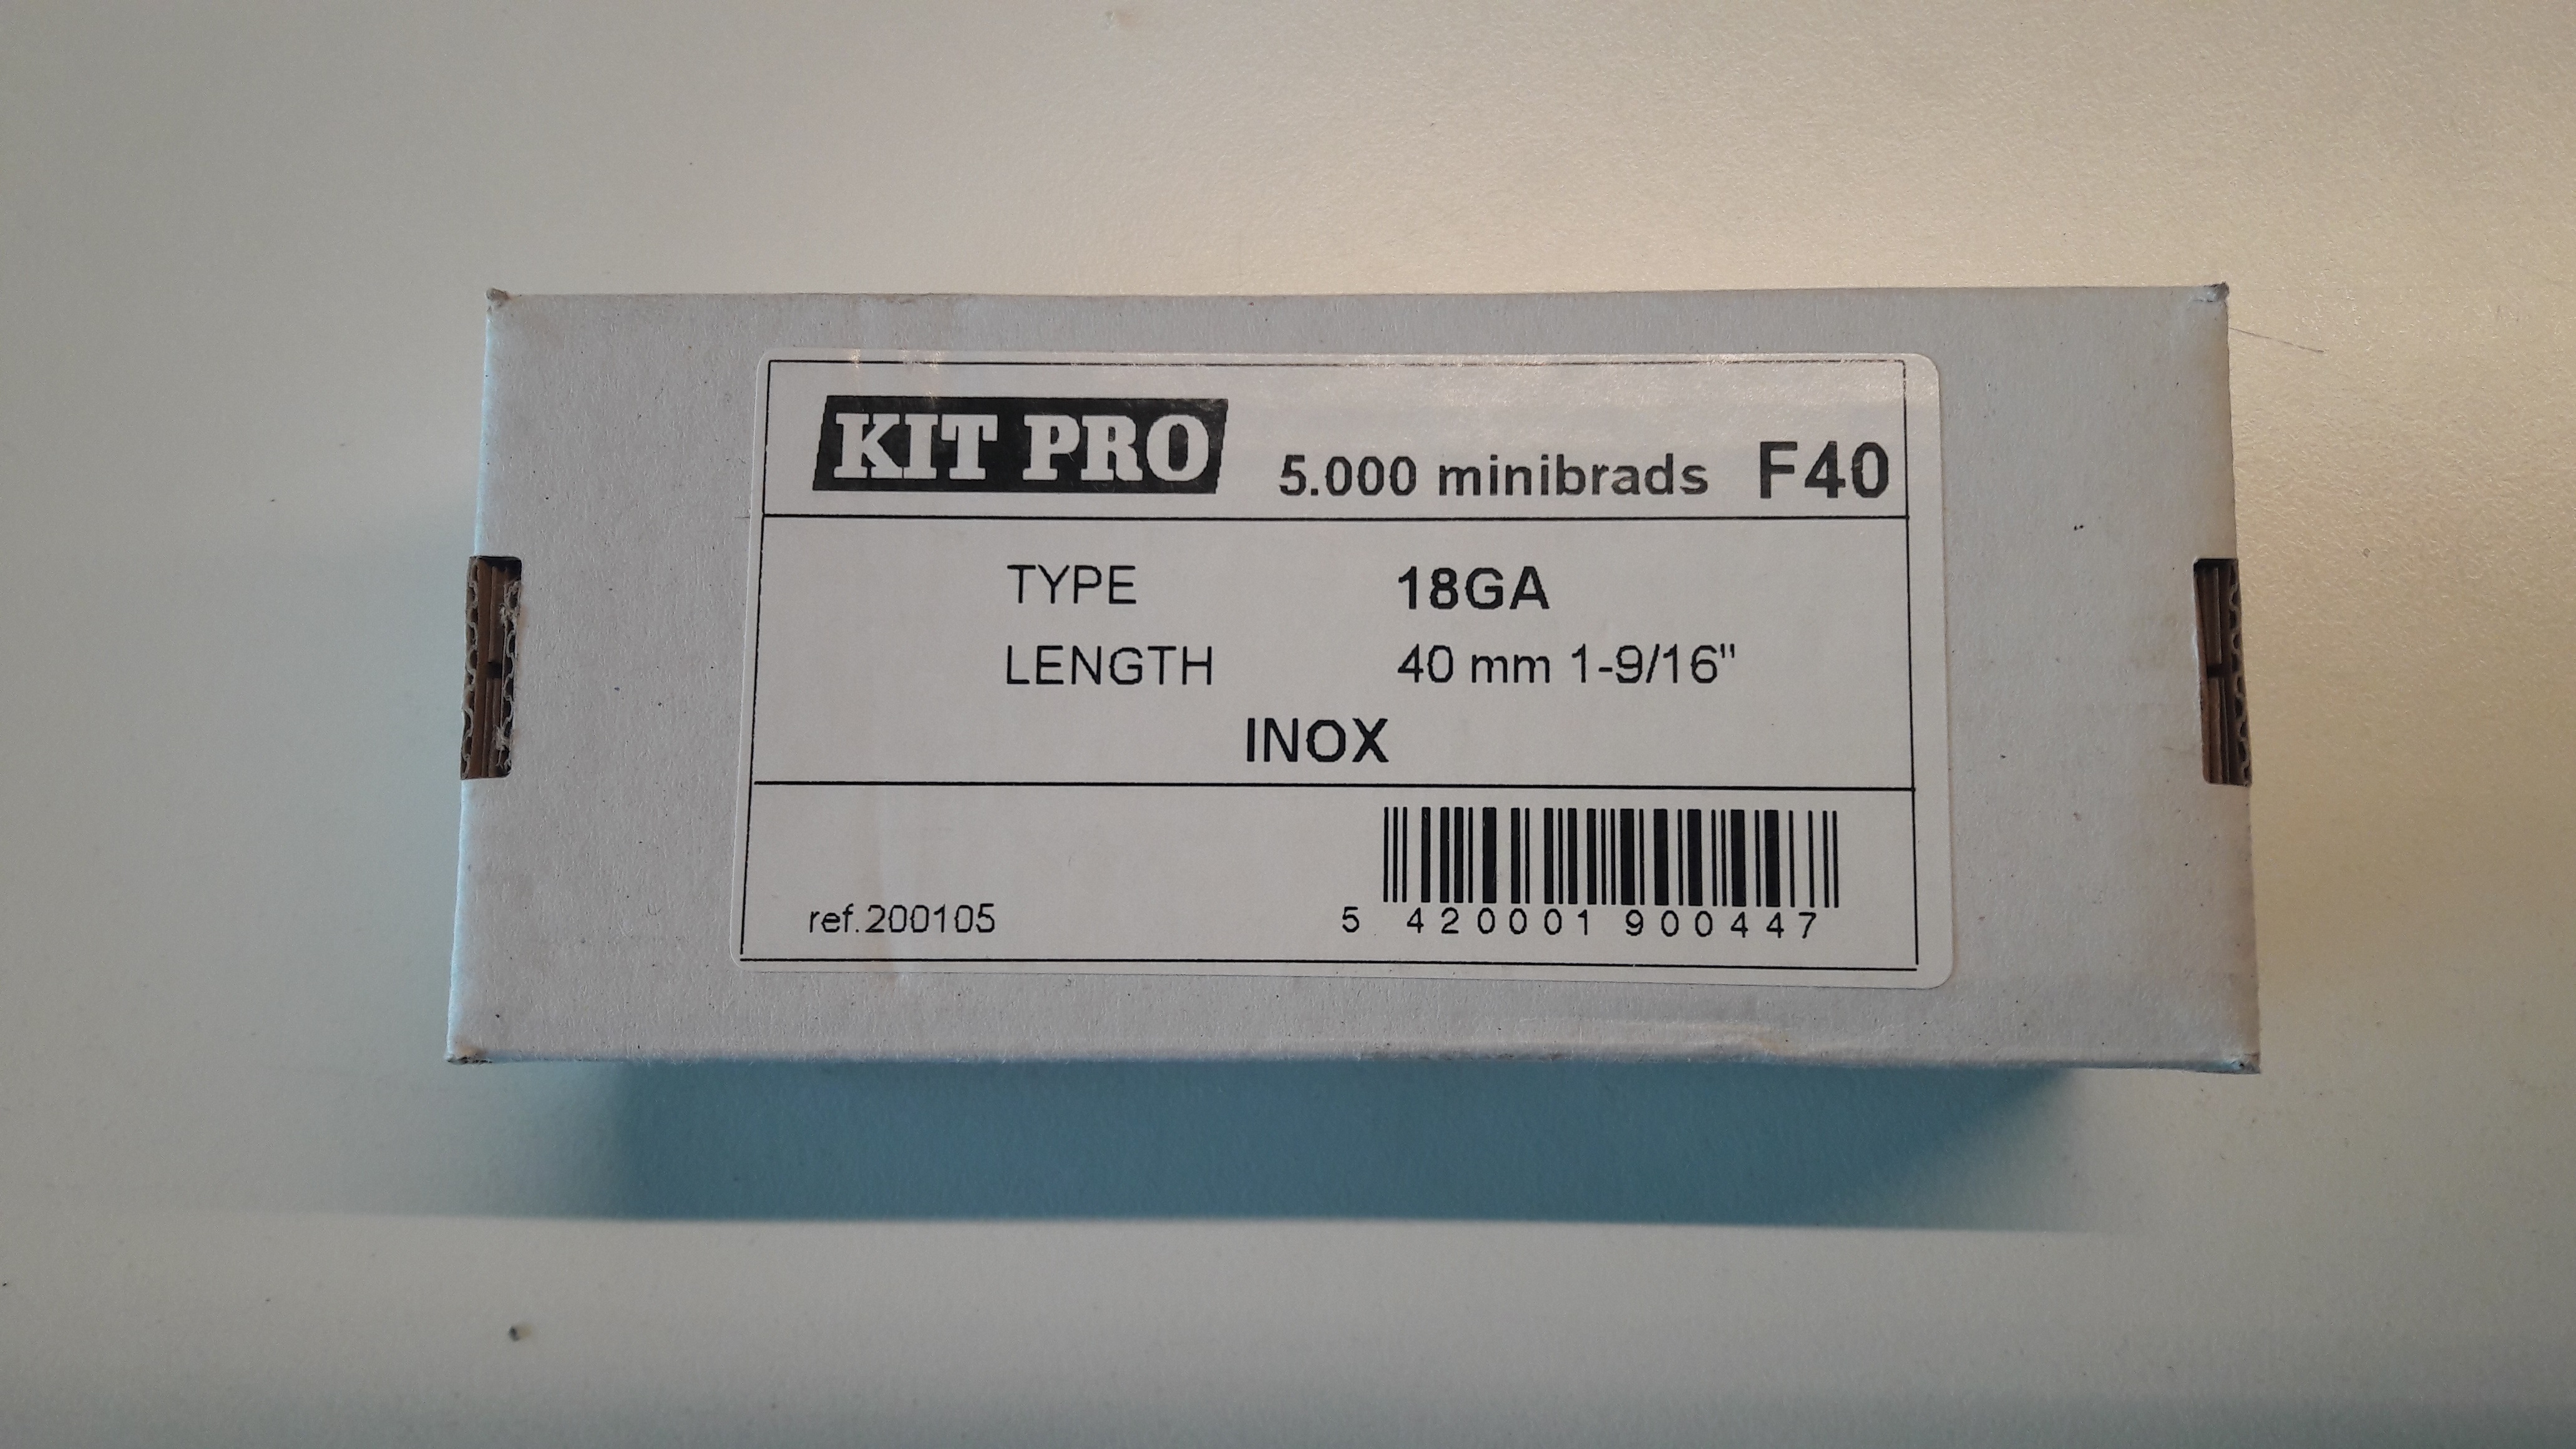 KIT PRO 5.000 minibrads F40
TYPE 18GA
LENGTH 40 mm 1-9/16"
INOX
ref.200105
5 420001 900447